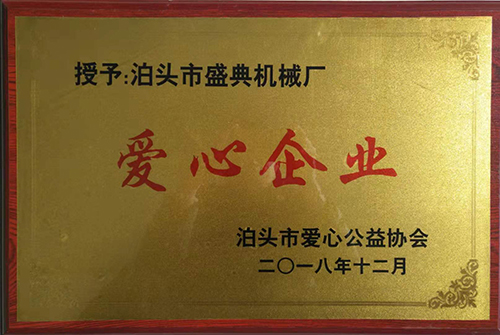 授予:泊头市盛典机械厂
爱心企业
泊头市爱心公益协会
二〇一八年十二月